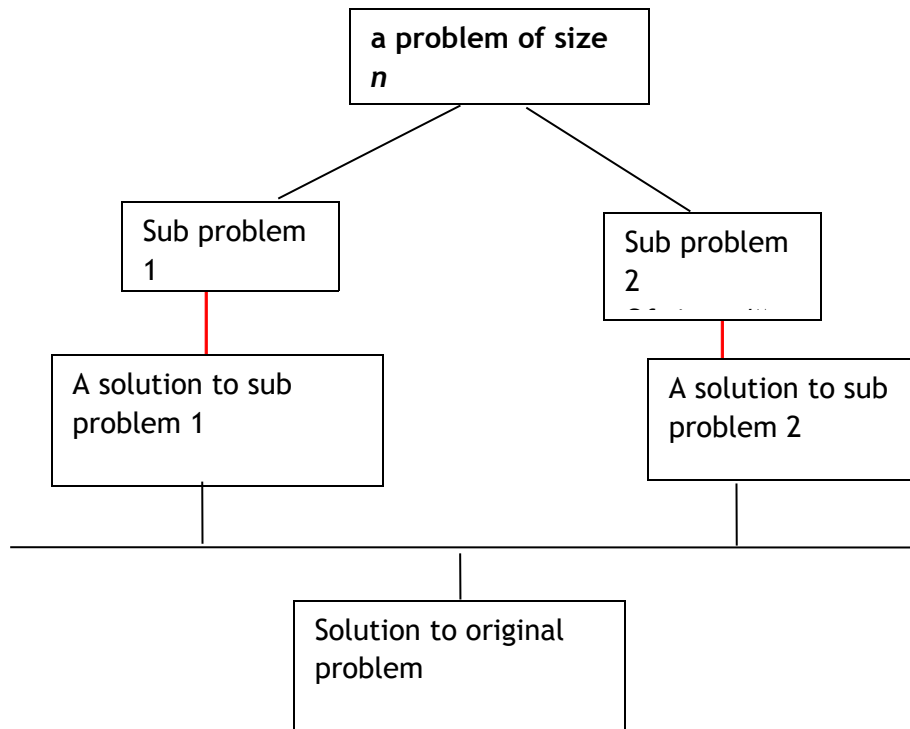 a problem of size
n
Sub problem
1
Sub problem
2
A solution to sub
problem 1
A solution to sub
problem 2
Solution to original
problem